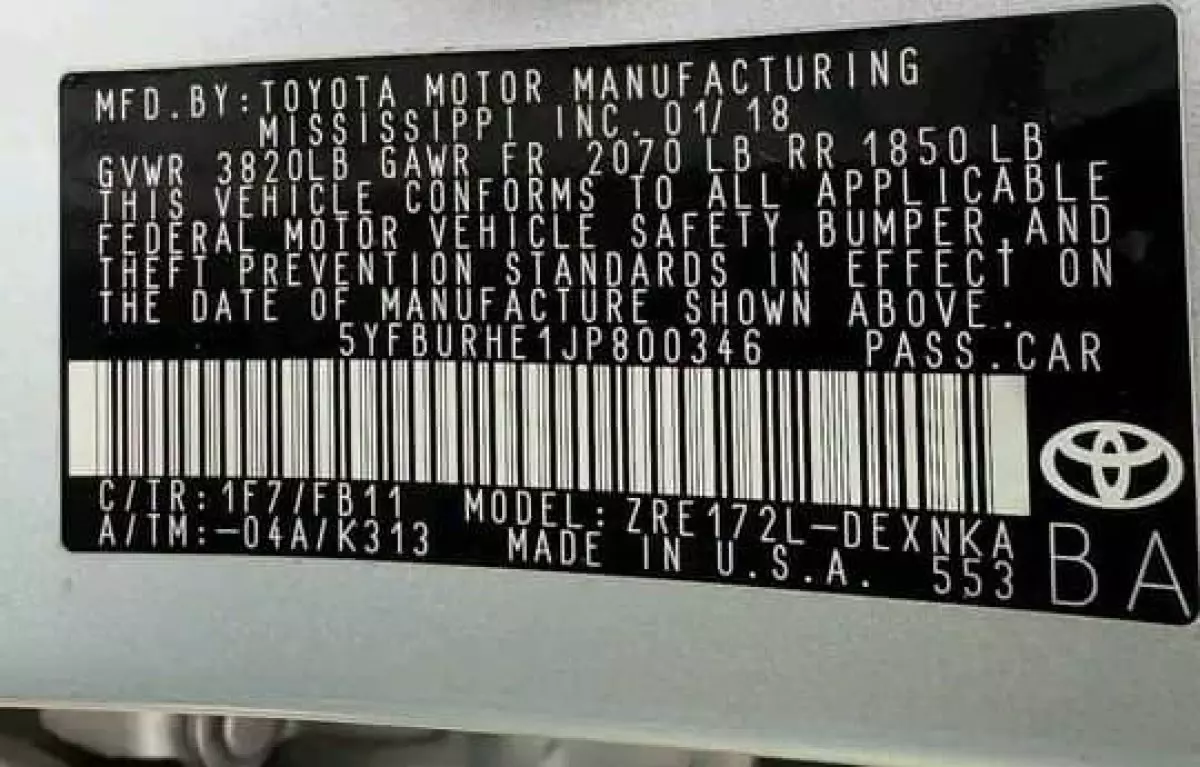 MFD.BY:TOYOTA MOTOR MANUFACTURING
MISSISSIPPI INC. 01/18
GVWR 3820LB GAWR FR 2070 LB RR 1850 LB
THIS VEHICLE CONFORMS TO ALL APPLICABLE
FEDERAL MOTOR VEHICLE SAFETY,BUMPER,AND
THEFT PREVENTION STANDARDS IN EFFECT ON
THE DATE OF MANUFACTURE SHOWN ABOVE.
5YFBURHE1JP800346 PASS.CAR
C/TR:1F7/FB11 MODEL:ZRE172L-DEXNKA
A/TM:-04A/K313 MADE IN U.S.A. 553
BA